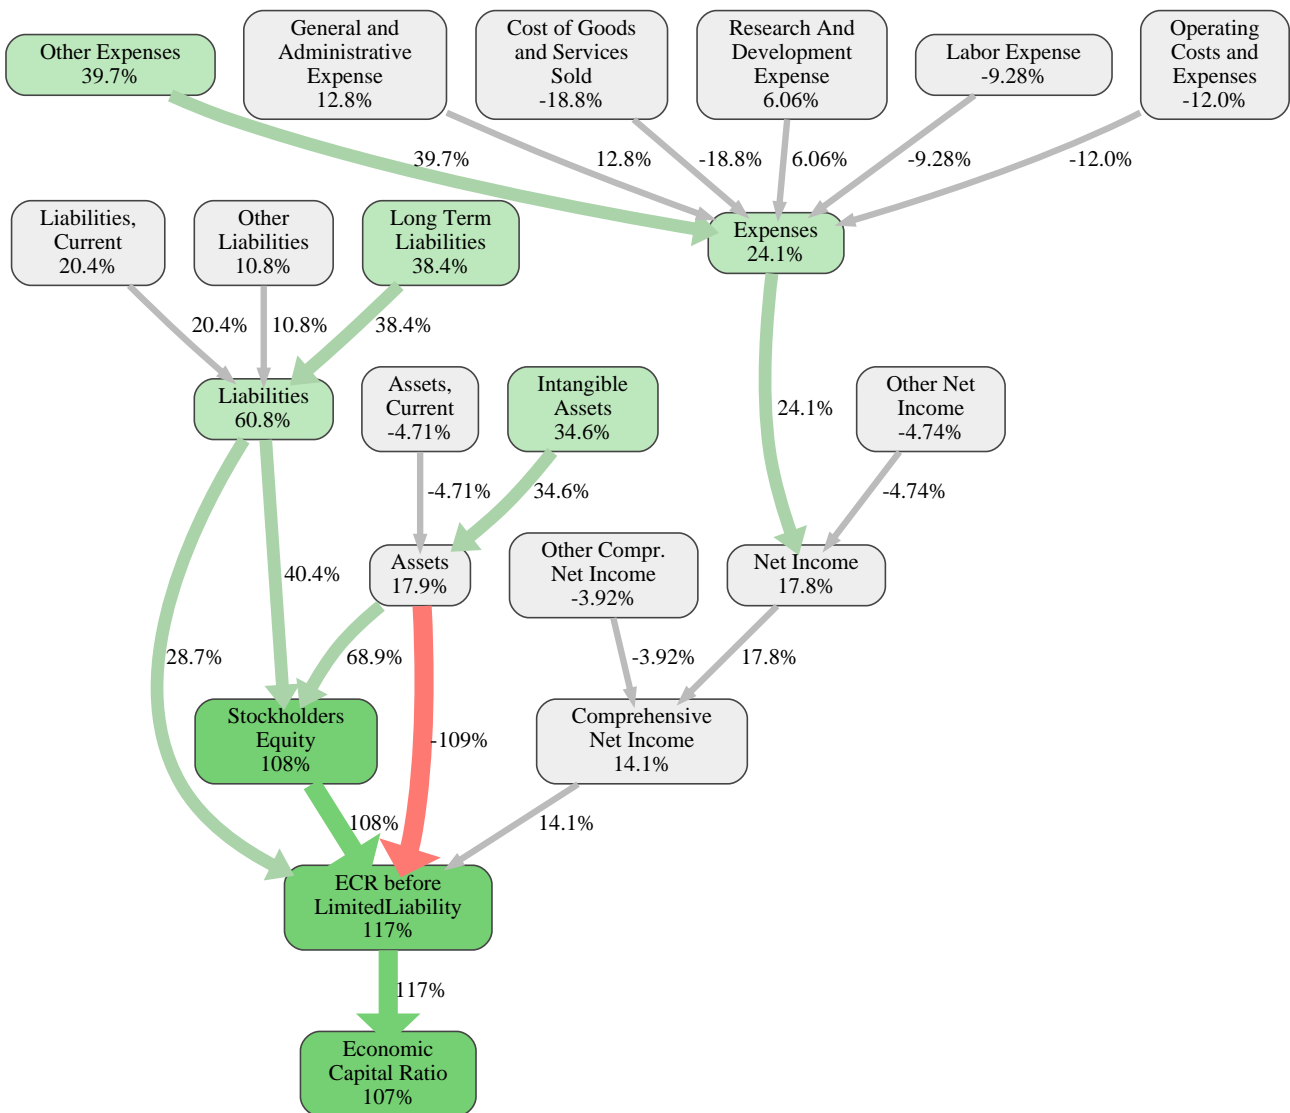 Other Expenses
39.7%
General and
Administrative
Expense
12.8%
Cost of Goods
and Services
Sold
-18.8%
Research And
Development
Expense
6.06%
Labor Expense
-9.28%
Operating
Costs and
Expenses
-12.0%
39.7%
12.8%
-18.8%
6.06%
-9.28%
-12.0%
Liabilities,
Current
20.4%
Other
Liabilities
10.8%
Long Term
Liabilities
38.4%
Expenses
24.1%
20.4%
10.8%
38.4%
Liabilities
60.8%
Assets,
Current
-4.71%
Intangible
Assets
34.6%
24.1%
Other Net
Income
-4.74%
-4.71%
34.6%
-4.74%
Assets
17.9%
Other Compr.
Net Income
-3.92%
Net Income
17.8%
40.4%
28.7%
68.9%
-3.92%
17.8%
Stockholders
Equity
108%
-109%
Comprehensive
Net Income
14.1%
108%
14.1%
ECR before
LimitedLiability
117%
117%
Economic
Capital Ratio
107%